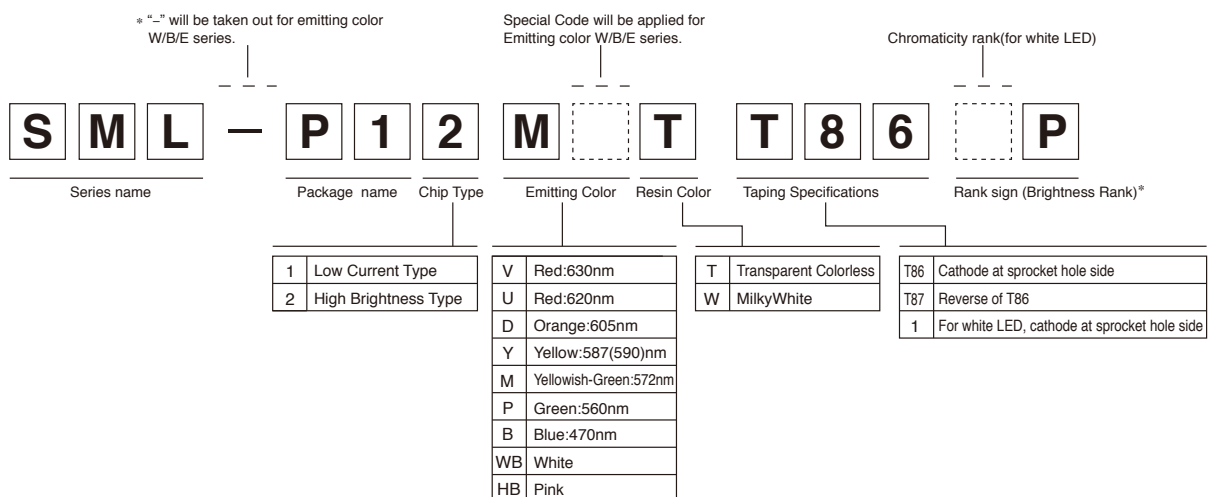 * “–” will be taken out for emitting color
W/B/E series.
Special Code will be applied for
Emitting color W/B/E series.
Chromaticity rank(for white LED)
S M L – P 1 2 M T T 8 6 P
Series name
Package name
Chip Type
Emitting Color
Resin Color
Taping Specifications
Rank sign (Brightness Rank)*
1 Low Current Type
2 High Brightness Type
V Red:630nm
U Red:620nm
D Orange:605nm
Y Yellow:587(590)nm
M Yellowish-Green:572nm
P Green:560nm
B Blue:470nm
WB White
HB Pink
T Transparent Colorless
W MilkyWhite
T86 Cathode at sprocket hole side
T87 Reverse of T86
1 For white LED, cathode at sprocket hole side